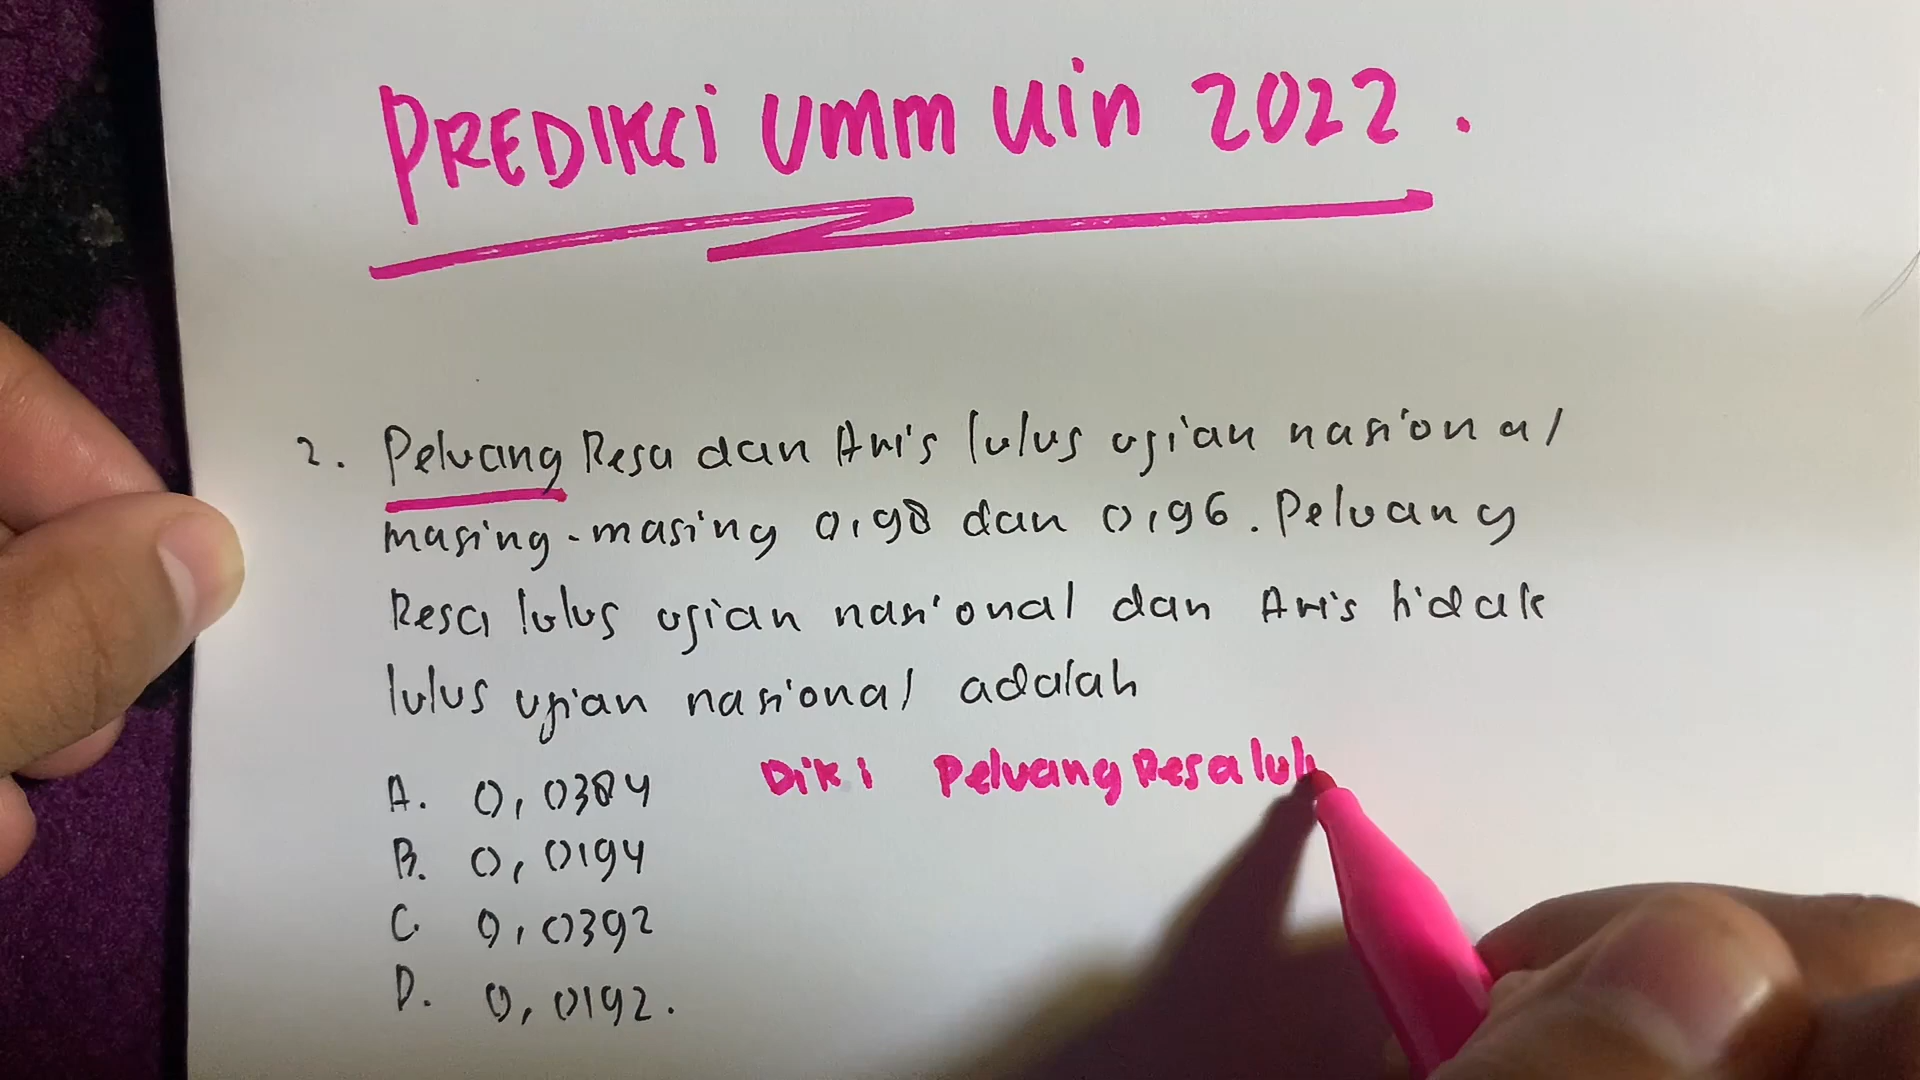 PREDIKCI UMM UIN 2022.
2. Peluang Resa dan Aris lulus ujian nasional
masing-masing 0,98 dan 0,96. Peluang
Resa lulus ujian nasional dan Aris tidak
lulus ujian nasional adalah
A. 0,0384 Diki Peluang Resa lul
B. 0,0194
C. 0,0392
D. 0,0192.